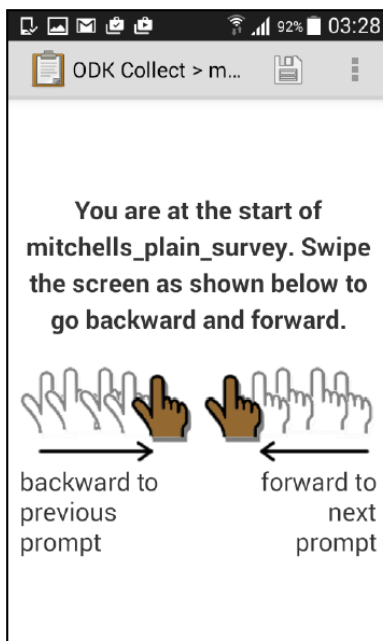 92% 03:28
ODK Collect > m...
You are at the start of
mitchells_plain_survey. Swipe
the screen as shown below to
go backward and forward.
backward to
previous
prompt
forward to
next
prompt